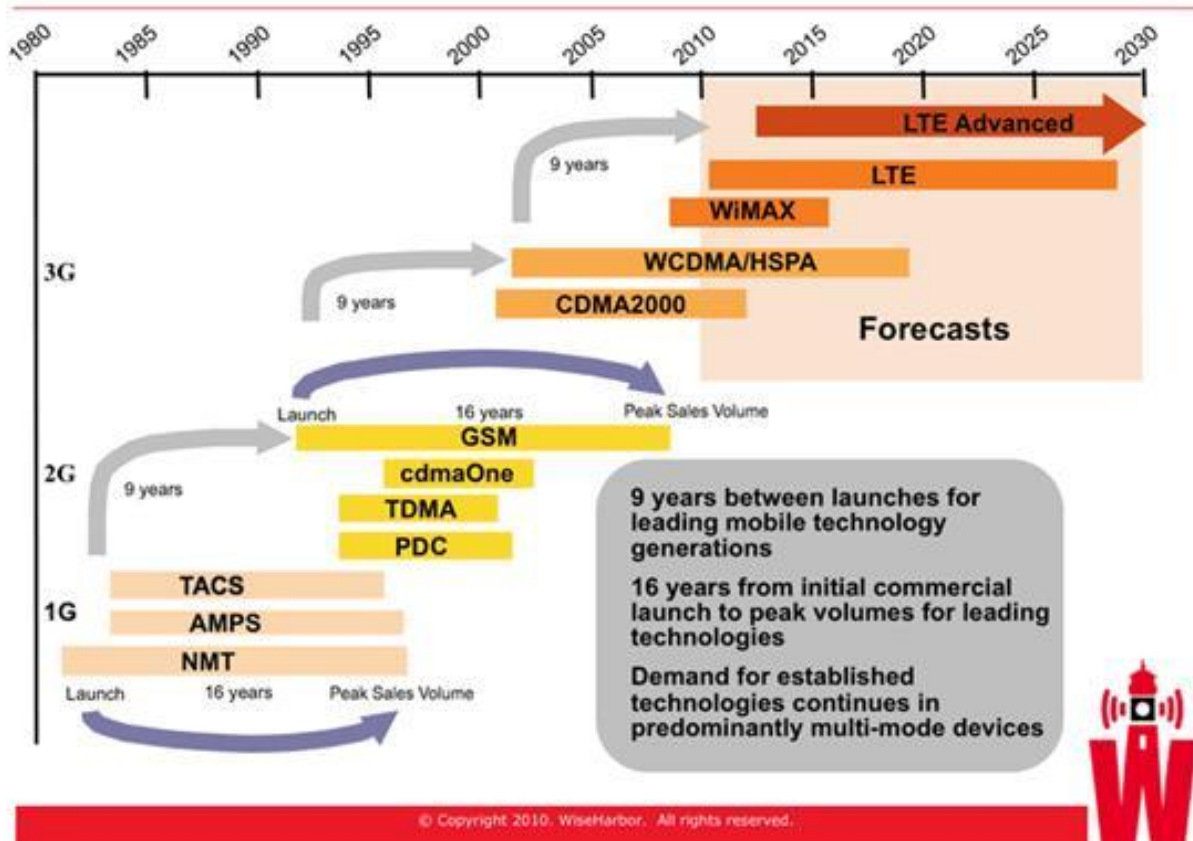 1980
1985
1990
1995
2000
2005
2010
2015
2020
2025
2030
LTE Advanced
9 years
LTE
WiMAX
3G
WCDMA/HSPA
9 years
CDMA2000
Forecasts
Launch
16 years
Peak Sales Volume
GSM
2G
cdmaOne
9 years
TDMA
PDC
TACS
1G
AMPS
NMT
Launch
16 years
Peak Sales Volume
9 years between launches for
leading mobile technology
generations
16 years from initial commercial
launch to peak volumes for leading
technologies
Demand for established
technologies continues in
predominantly multi-mode devices
W
© Copyright 2010. WiseHarbor. All rights reserved.